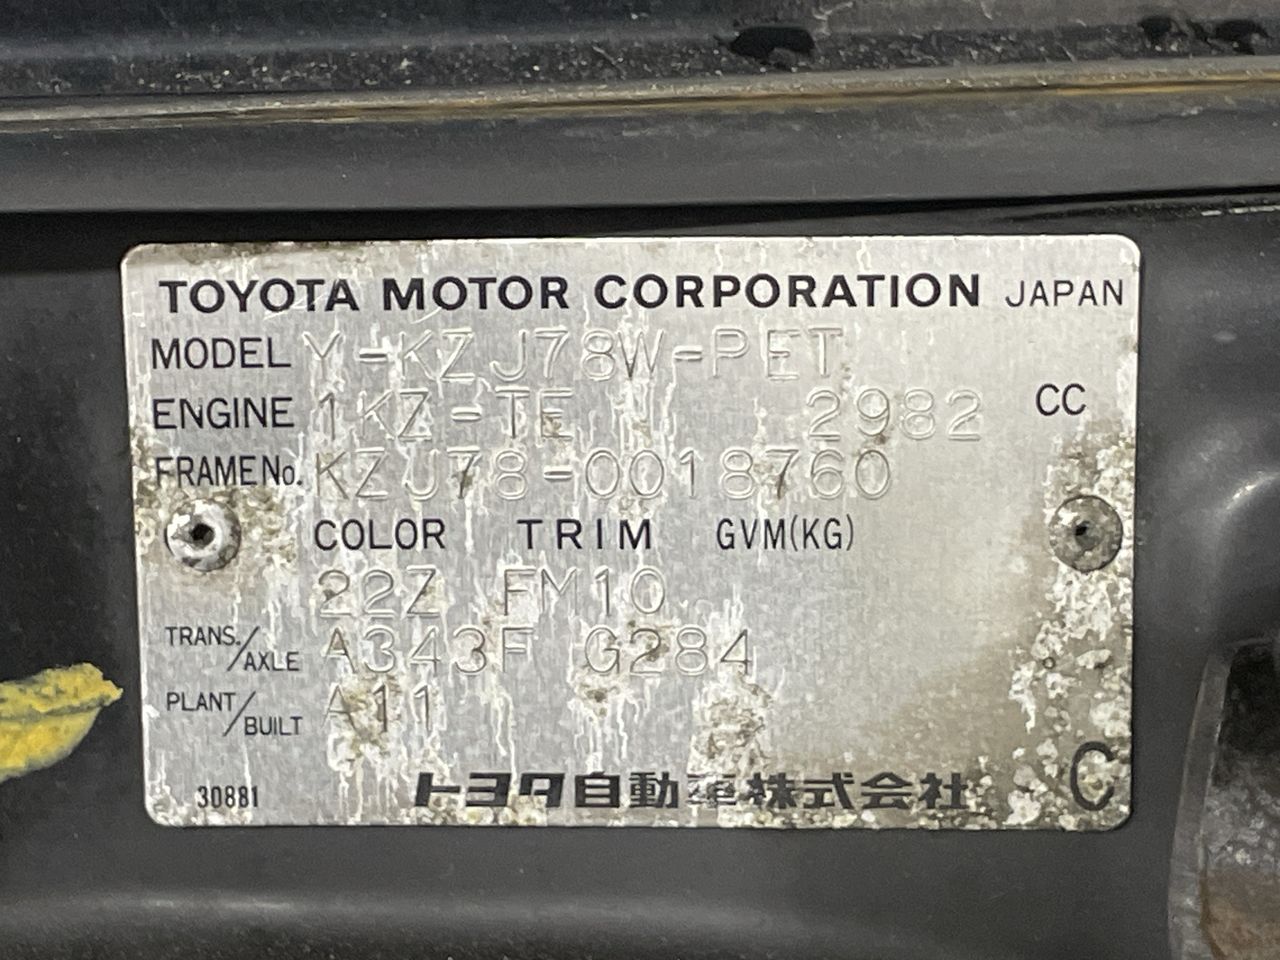 TOYOTA MOTOR CORPORATION JAPAN
MODEL Y-KZJ78W-PET
ENGINE 1KZ-TE 2982 CC
FRAME No. KZJ78-0018760
COLOR TRIM GVM(KG)
22Z FM10
TRANS./AXLE A343F G284
PLANT/BUILT A11
30881 トヨタ自動車株式会社 C